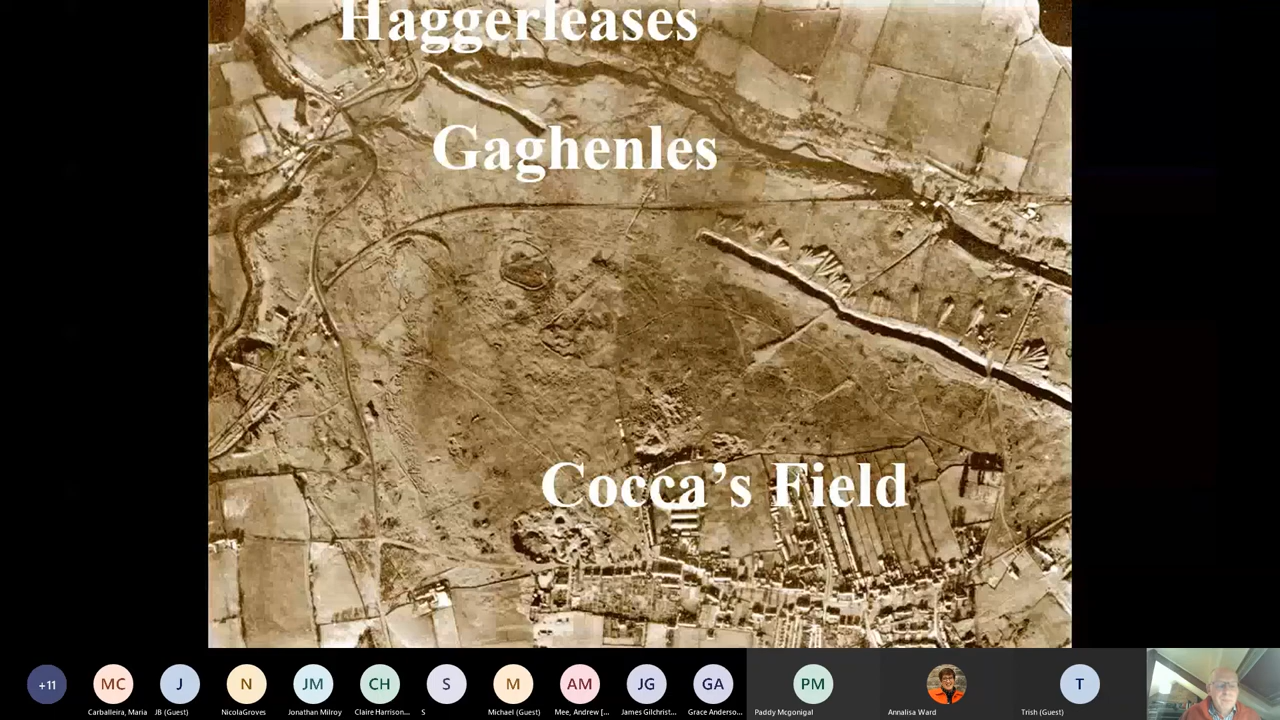 Haggerleases
Gaghenles
Cocca's Field
+11
MC
J
N
JM
CH
S
M
AM
JG
GA
PM
T
Carballeira, Maria
JB (Guest)
NicolaGroves
Jonathan Milroy
Claire Harrison...
S
Michael (Guest)
Mee, Andrew [...
James Gilchrist...
Grace Anderso...
Paddy Mcgonigal
Annalisa Ward
Trish (Guest)